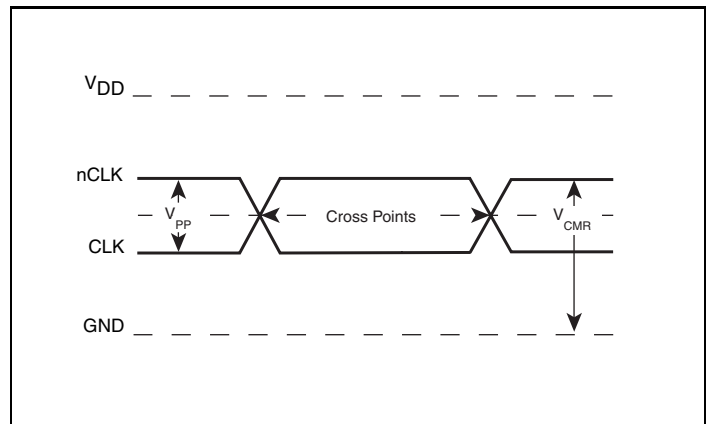 VDD
nCLK
VPP
Cross Points
VCMR
CLK
GND